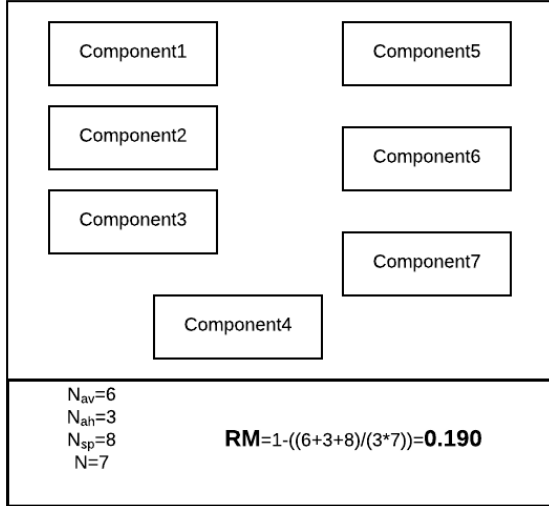 Component1
Component5
Component2
Component6
Component3
Component7
Component4
Nav=6
Nah=3
Nsp=8
N=7
RM=1-((6+3+8)/(3*7))=0.190